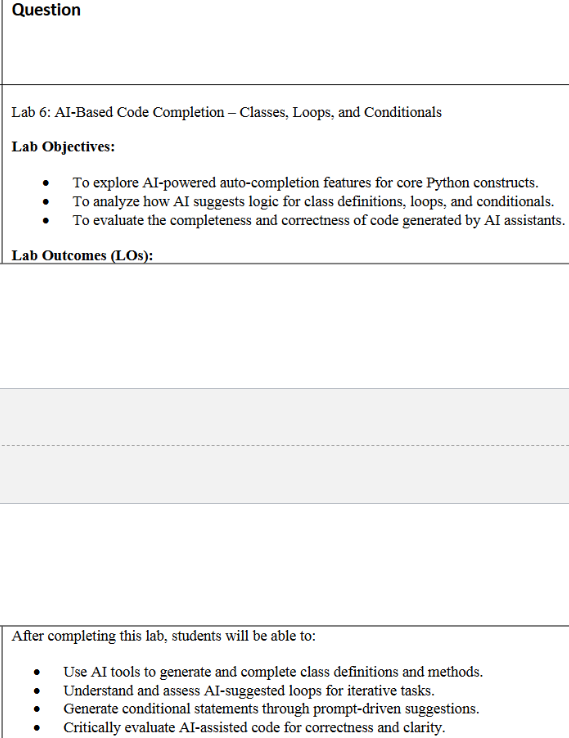 Question
Lab 6: AI-Based Code Completion – Classes, Loops, and Conditionals
Lab Objectives:
• To explore AI-powered auto-completion features for core Python constructs.
• To analyze how AI suggests logic for class definitions, loops, and conditionals.
• To evaluate the completeness and correctness of code generated by AI assistants.
Lab Outcomes (LOs):
After completing this lab, students will be able to:
• Use AI tools to generate and complete class definitions and methods.
• Understand and assess AI-suggested loops for iterative tasks.
• Generate conditional statements through prompt-driven suggestions.
• Critically evaluate AI-assisted code for correctness and clarity.